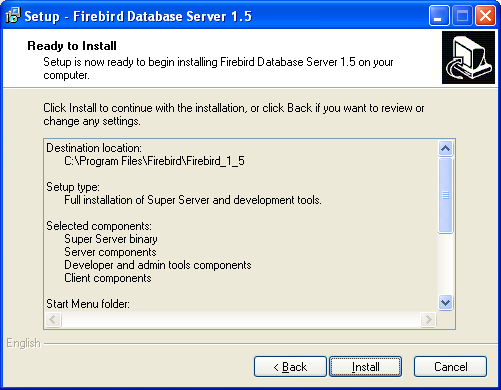 Setup - Firebird Database Server 1.5
Ready to Install
Setup is now ready to begin installing Firebird Database Server 1.5 on your
computer.
Click Install to continue with the installation, or click Back if you want to review or
change any settings.
Destination location:
C:\Program Files\Firebird\Firebird_1_5
Setup type:
Full installation of Super Server and development tools.
Selected components:
Super Server binary
Server components
Developer and admin tools components
Client components
Start Menu folder:
English
< Back
Install
Cancel